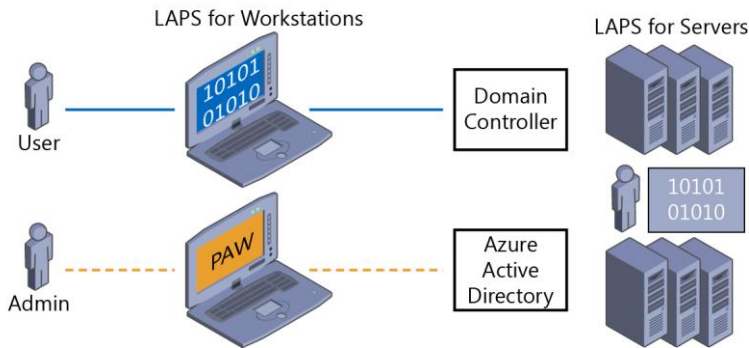 LAPS for Workstations
LAPS for Servers
User
10101
01010
Domain
Controller
10101
01010
Admin
PAW
Azure
Active
Directory